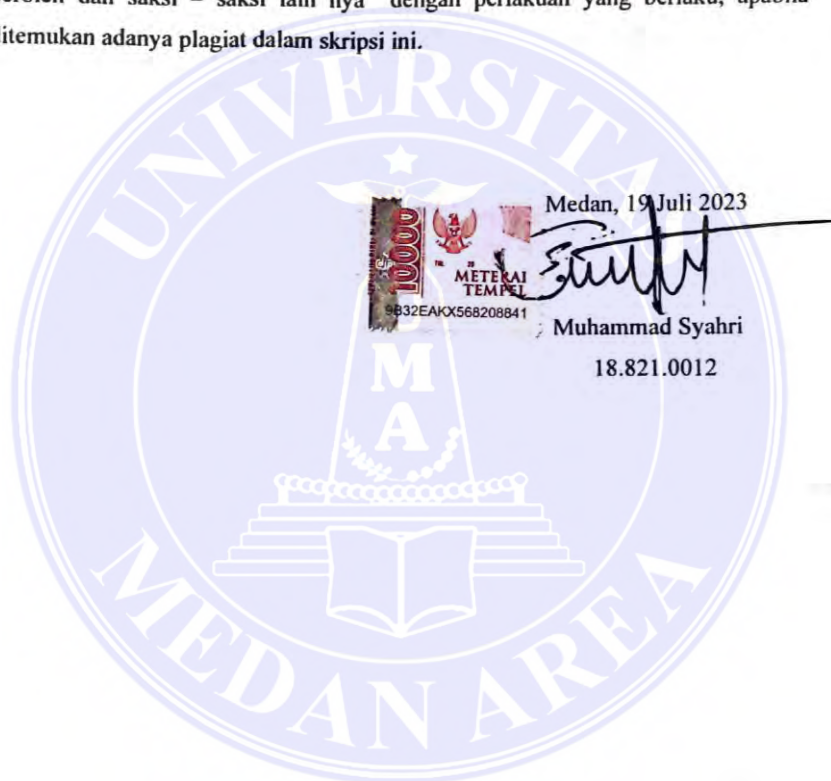 dan saksi – saksi lain nya dengan perlakuan yang berlaku, apabila
ditemukan adanya plagiat dalam skripsi ini.
UNIVERSITAS
Medan, 19 Juli 2023
10000
METERAI
TEMPEL
9B32EAKX568208841
Muhammad Syahri
18.821.0012
M
A
MEDAN AREA